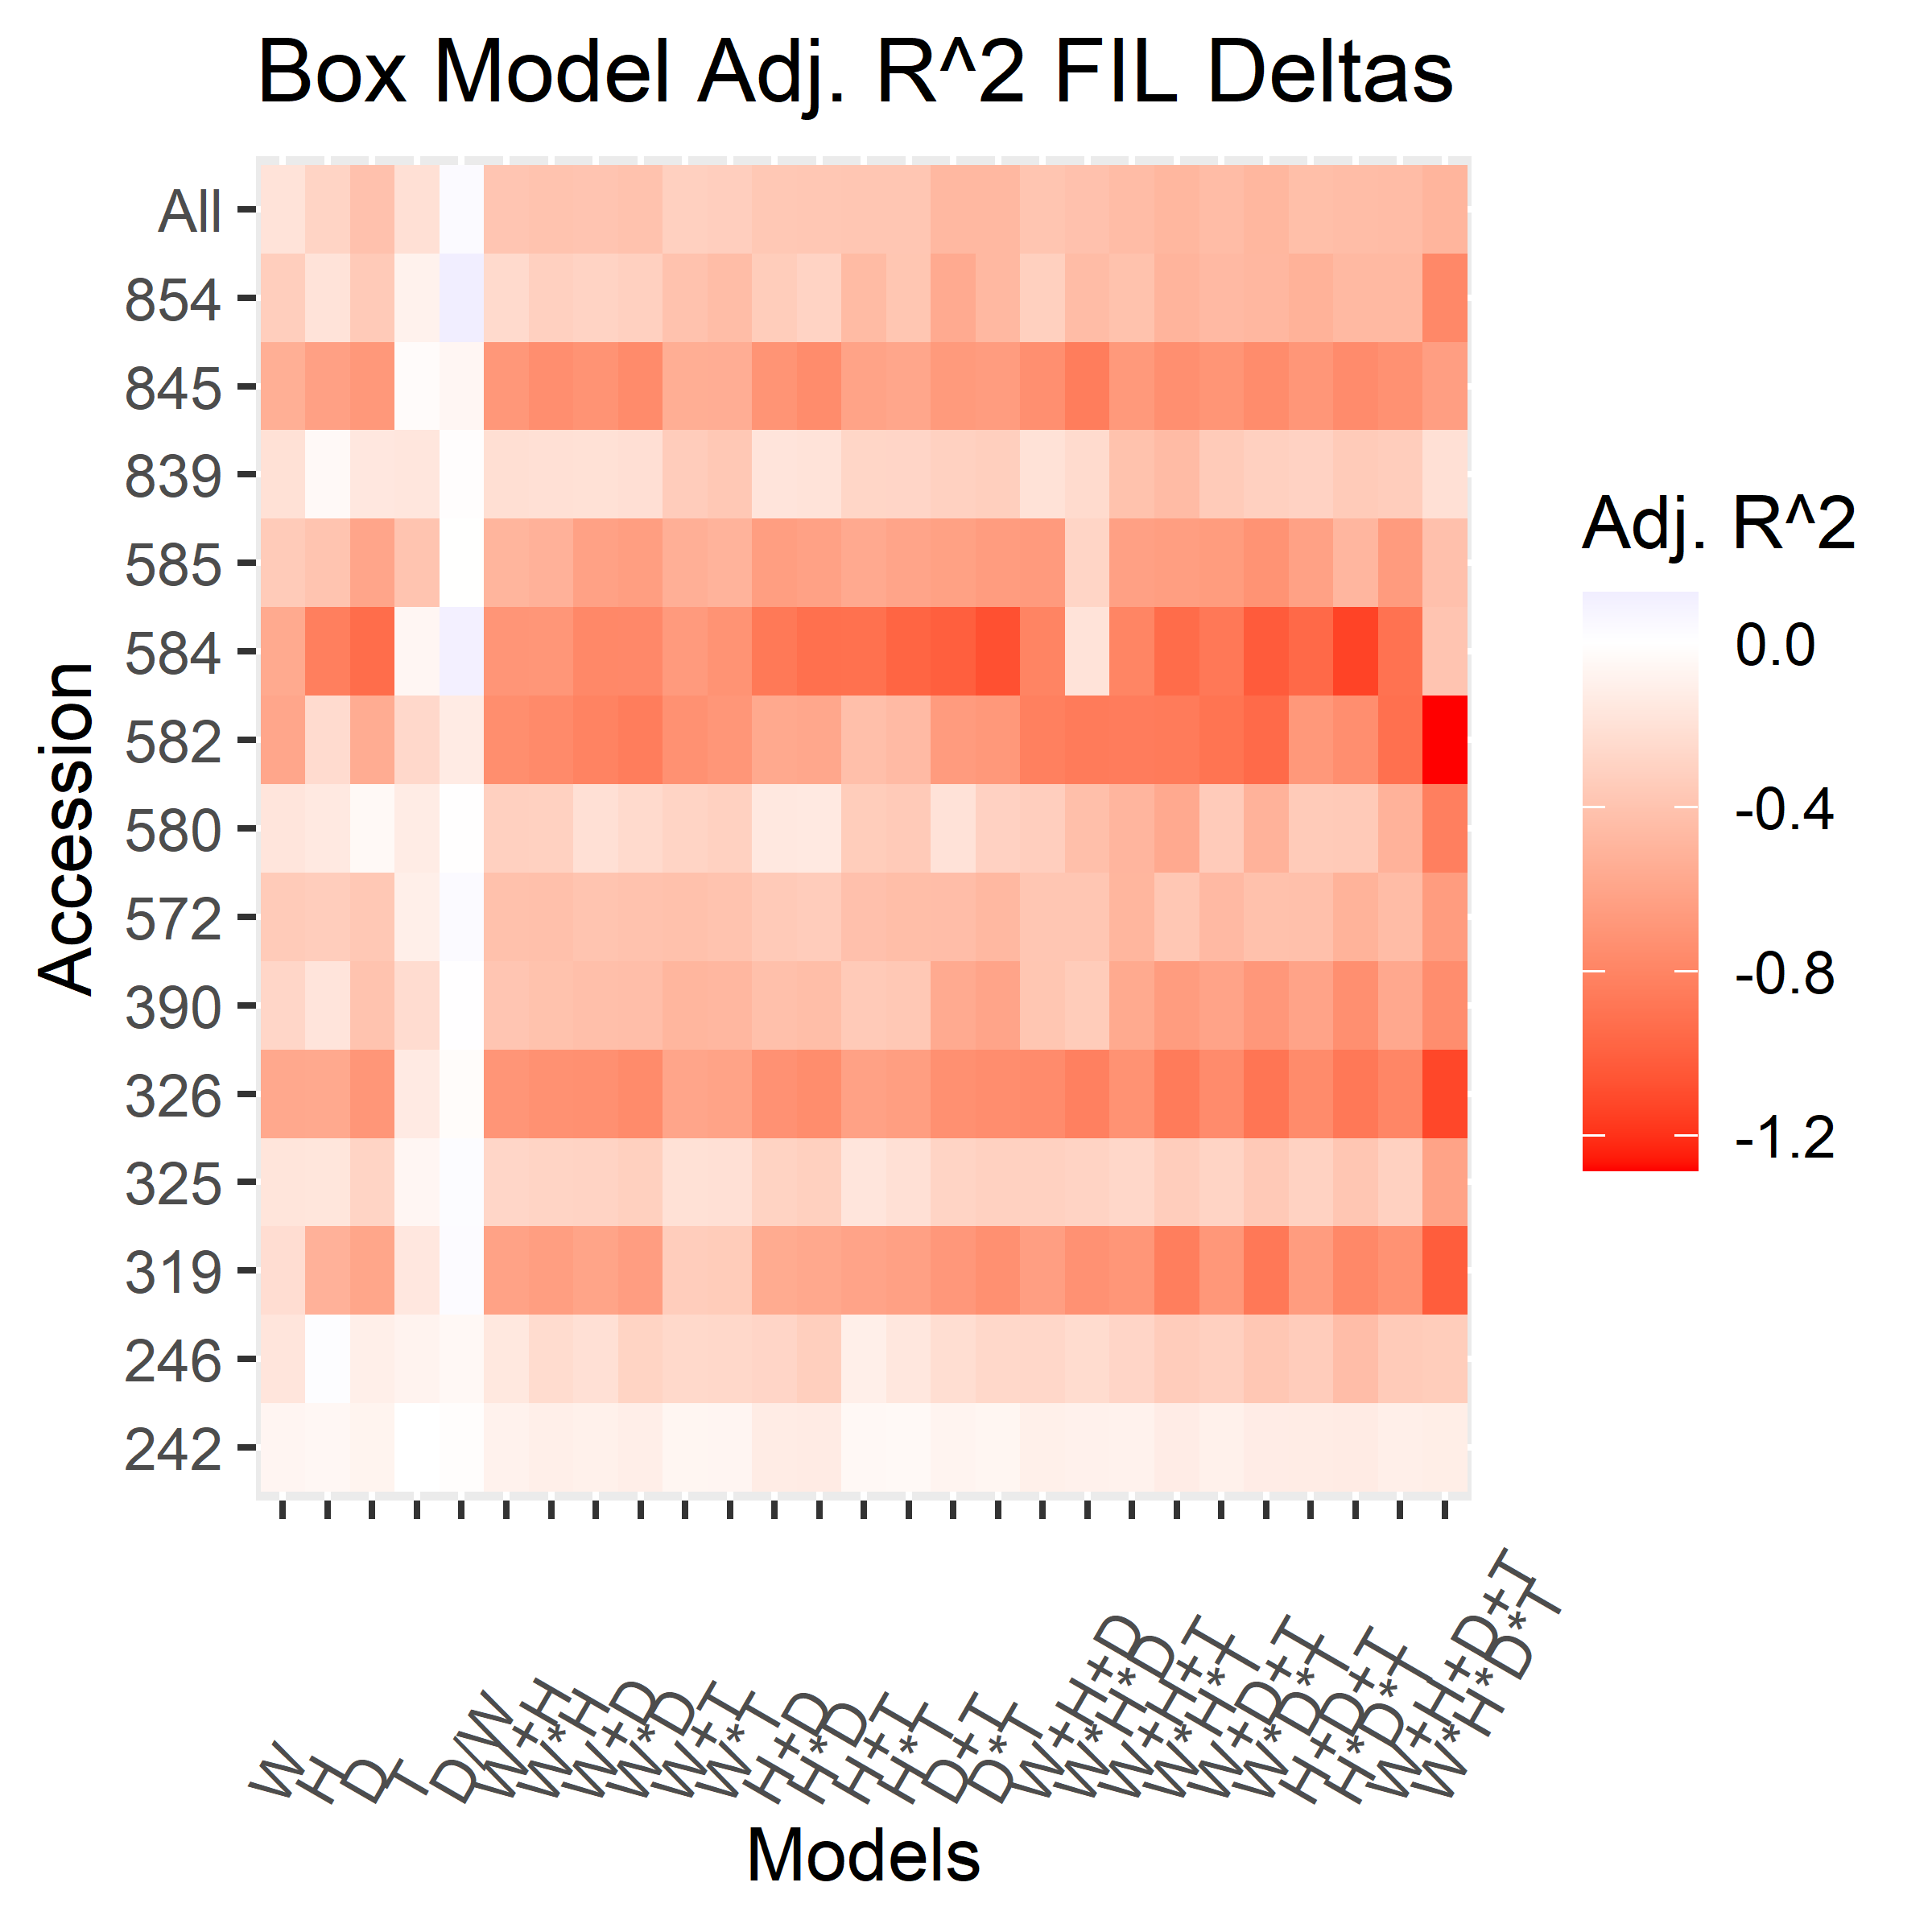 Box Model Adj. R^2 FIL Deltas
All
854
845
839
585
584
582
580
572
390
326
325
319
246
242
Accession
Adj. R^2
0.0
-0.4
-0.8
-1.2
W
H
D
T
D/W
W+H
W*H
W+D
W*D
W+T
W*T
H+D
H*D
H+T
H*T
D+T
D*T
W+H+D
W*H*D
W+H+T
W*H*T
W+D+T
W*D*T
H+D+T
H*D*T
W+H+D+T
W*H*D*T
Models